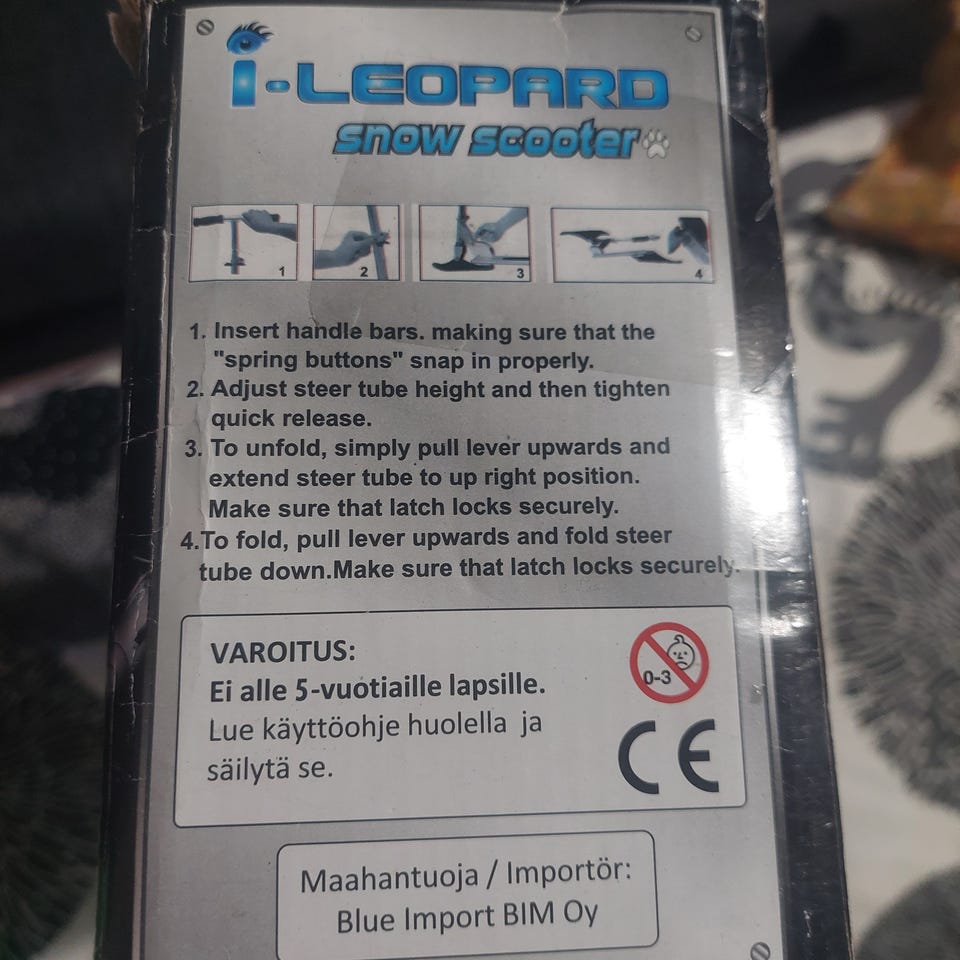 i-LEOPARD
snow scooter
1
2
3
4
1. Insert handle bars. making sure that the
"spring buttons" snap in properly.
2. Adjust steer tube height and then tighten
quick release.
3. To unfold, simply pull lever upwards and
extend steer tube to up right position.
Make sure that latch locks securely.
4.To fold, pull lever upwards and fold steer
tube down.Make sure that latch locks securely.
VAROITUS:
Ei alle 5-vuotiaille lapsille.
Lue käyttöohje huolella ja
säilytä se.
0-3
CE
Maahantuoja / Importör:
Blue Import BIM Oy